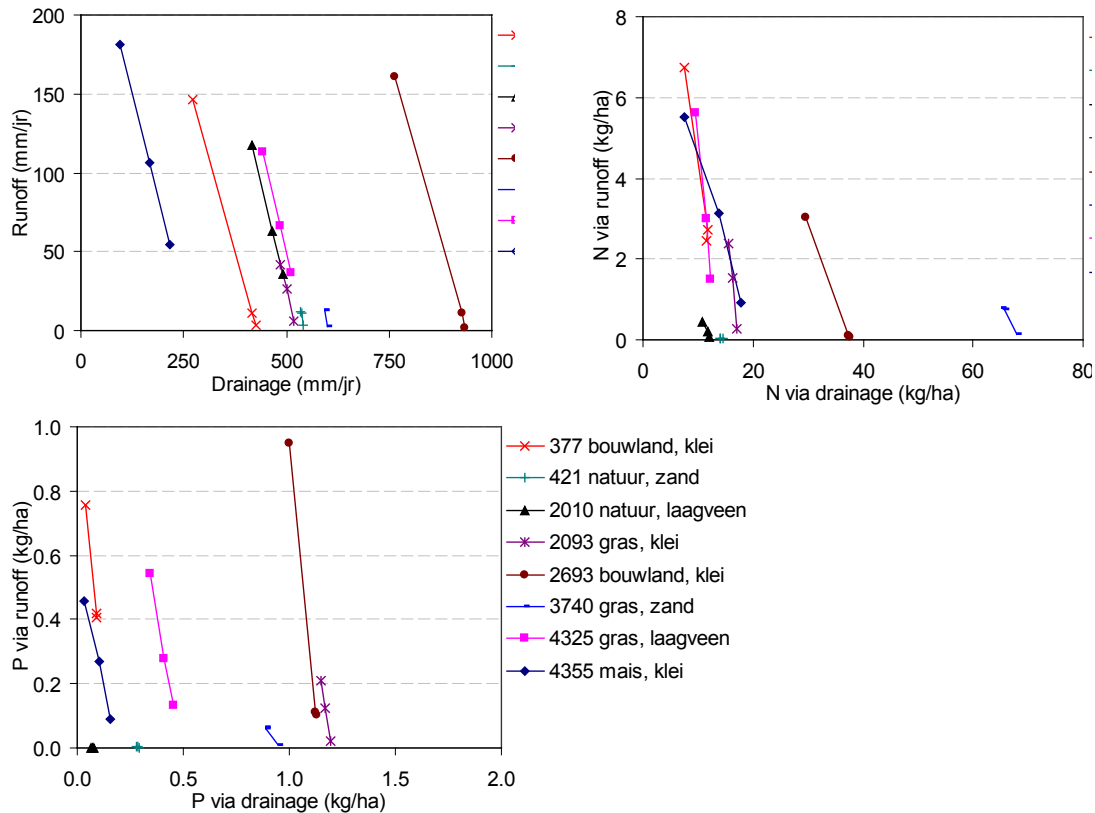 200
150
100
50
0
Runoff (mm/jr)
0 250 500 750 1000
Drainage (mm/jr)
8
6
4
2
0
N via runoff (kg/ha)
0 20 40 60 80
N via drainage (kg/ha)
1.0
0.8
0.6
0.4
0.2
0.0
P via runoff (kg/ha)
0.0 0.5 1.0 1.5 2.0
P via drainage (kg/ha)
377 bouwland, klei
421 natuur, zand
2010 natuur, laagveen
2093 gras, klei
2693 bouwland, klei
3740 gras, zand
4325 gras, laagveen
4355 mais, klei